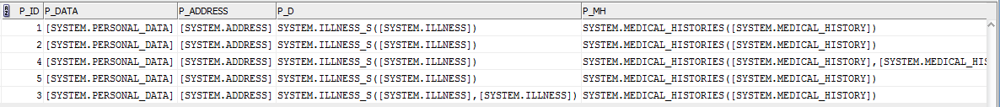 P_ID P_DATA P_ADDRESS P_D P_MH
1 [SYSTEM.PERSONAL_DATA] [SYSTEM.ADDRESS] SYSTEM.ILLNESS_S([SYSTEM.ILLNESS]) SYSTEM.MEDICAL_HISTORIES([SYSTEM.MEDICAL_HISTORY])
2 [SYSTEM.PERSONAL_DATA] [SYSTEM.ADDRESS] SYSTEM.ILLNESS_S([SYSTEM.ILLNESS]) SYSTEM.MEDICAL_HISTORIES([SYSTEM.MEDICAL_HISTORY])
4 [SYSTEM.PERSONAL_DATA] [SYSTEM.ADDRESS] SYSTEM.ILLNESS_S([SYSTEM.ILLNESS]) SYSTEM.MEDICAL_HISTORIES([SYSTEM.MEDICAL_HISTORY],[SYSTEM.MEDICAL_HIS
5 [SYSTEM.PERSONAL_DATA] [SYSTEM.ADDRESS] SYSTEM.ILLNESS_S([SYSTEM.ILLNESS]) SYSTEM.MEDICAL_HISTORIES([SYSTEM.MEDICAL_HISTORY])
3 [SYSTEM.PERSONAL_DATA] [SYSTEM.ADDRESS] SYSTEM.ILLNESS_S([SYSTEM.ILLNESS],[SYSTEM.ILLNESS]) SYSTEM.MEDICAL_HISTORIES([SYSTEM.MEDICAL_HISTORY])